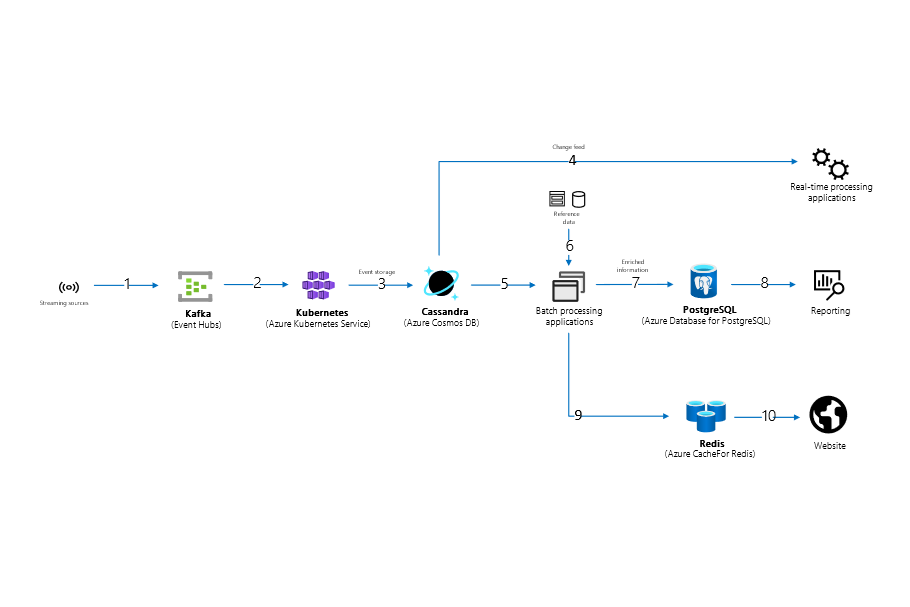 Change feed
4
Real-time processing
applications
Reference
data
6
Streaming sources
1
Kafka
(Event Hubs)
2
Kubernetes
(Azure Kubernetes Service)
Event storage
3
Cassandra
(Azure Cosmos DB)
5
Batch processing
applications
Enriched
information
7
PostgreSQL
(Azure Database for PostgreSQL)
8
Reporting
9
Redis
(Azure CacheFor Redis)
10
Website